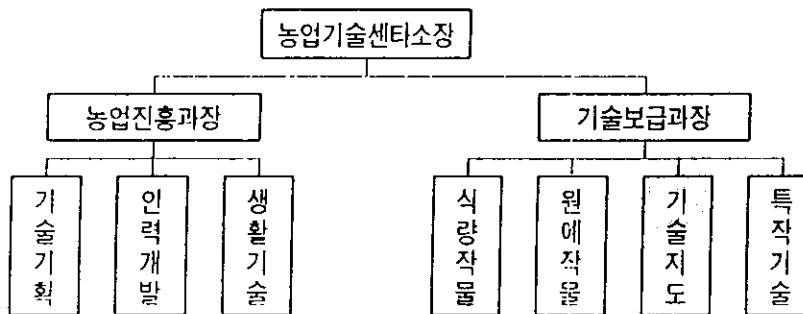 농업기술센타소장
농업진흥과장
기술보급과장
기술기획
인력개발
생활기술
식량작물
원예작물
기술지도
특작기술